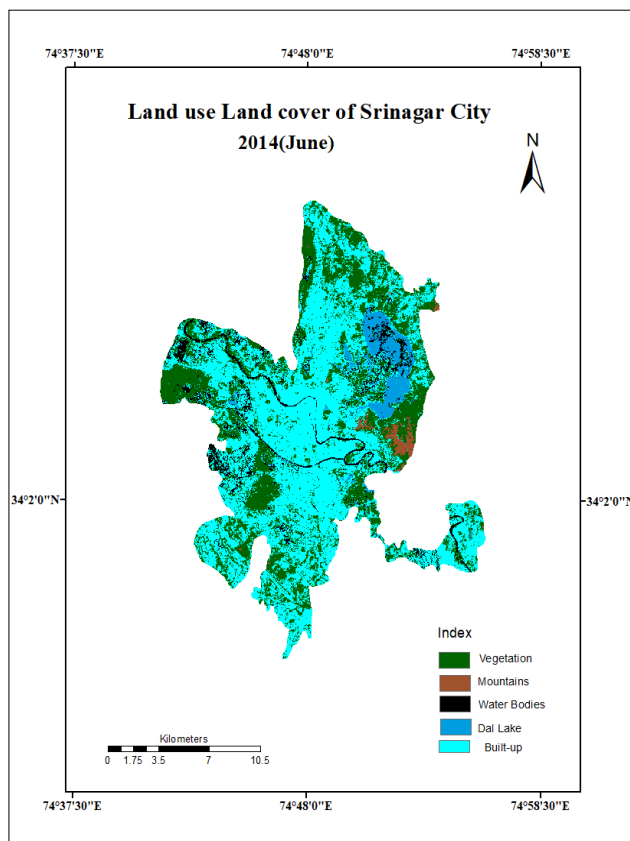 74°37'30"E 74°48'0"E 74°58'30"E
Land use Land cover of Srinagar City
2014(June)
N
34°2'0"N 34°2'0"N
Index
Vegetation
Mountains
Water Bodies
Dal Lake
Built-up
Kilometers
0 1.75 3.5 7 10.5
74°37'30"E 74°48'0"E 74°58'30"E